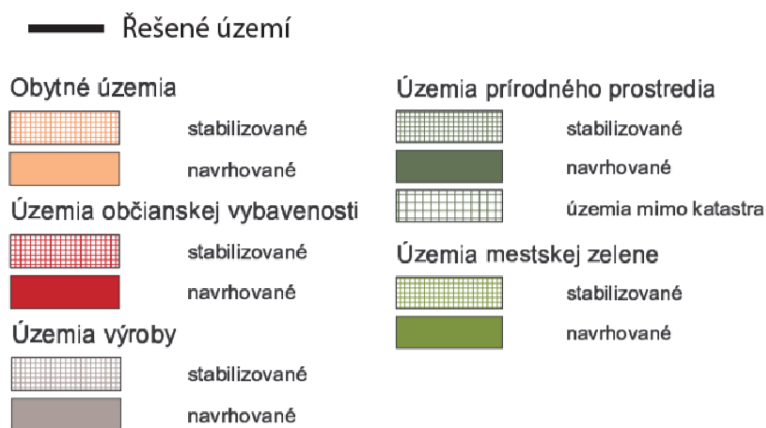 Řešené území
Obytné územia
stabilizované
navrhované
Územia občianskej vybavenosti
stabilizované
navrhované
Územia výroby
stabilizované
navrhované
Územia prírodného prostredia
stabilizované
navrhované
územia mimo katastra
Územia mestskej zelene
stabilizované
navrhované